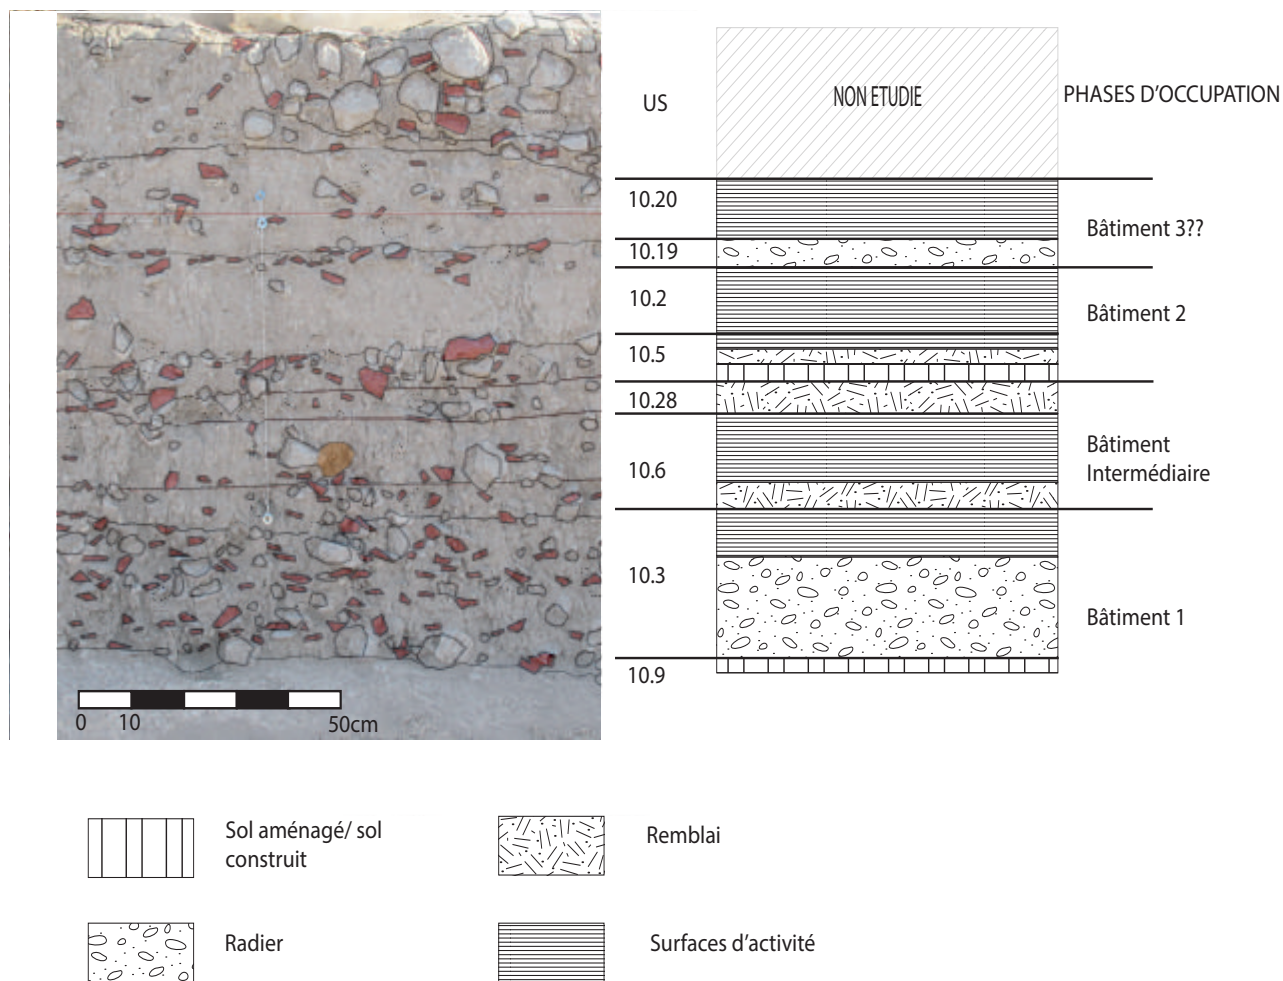 US
NON ETUDIE
PHASES D'OCCUPATION
10.20
Bâtiment 3??
10.19
10.2
Bâtiment 2
10.5
10.28
10.6
Bâtiment
Intermédiaire
10.3
Bâtiment 1
10.9
0 10 50cm
Sol aménagé/ sol
construit
Remblai
Radier
Surfaces d'activité